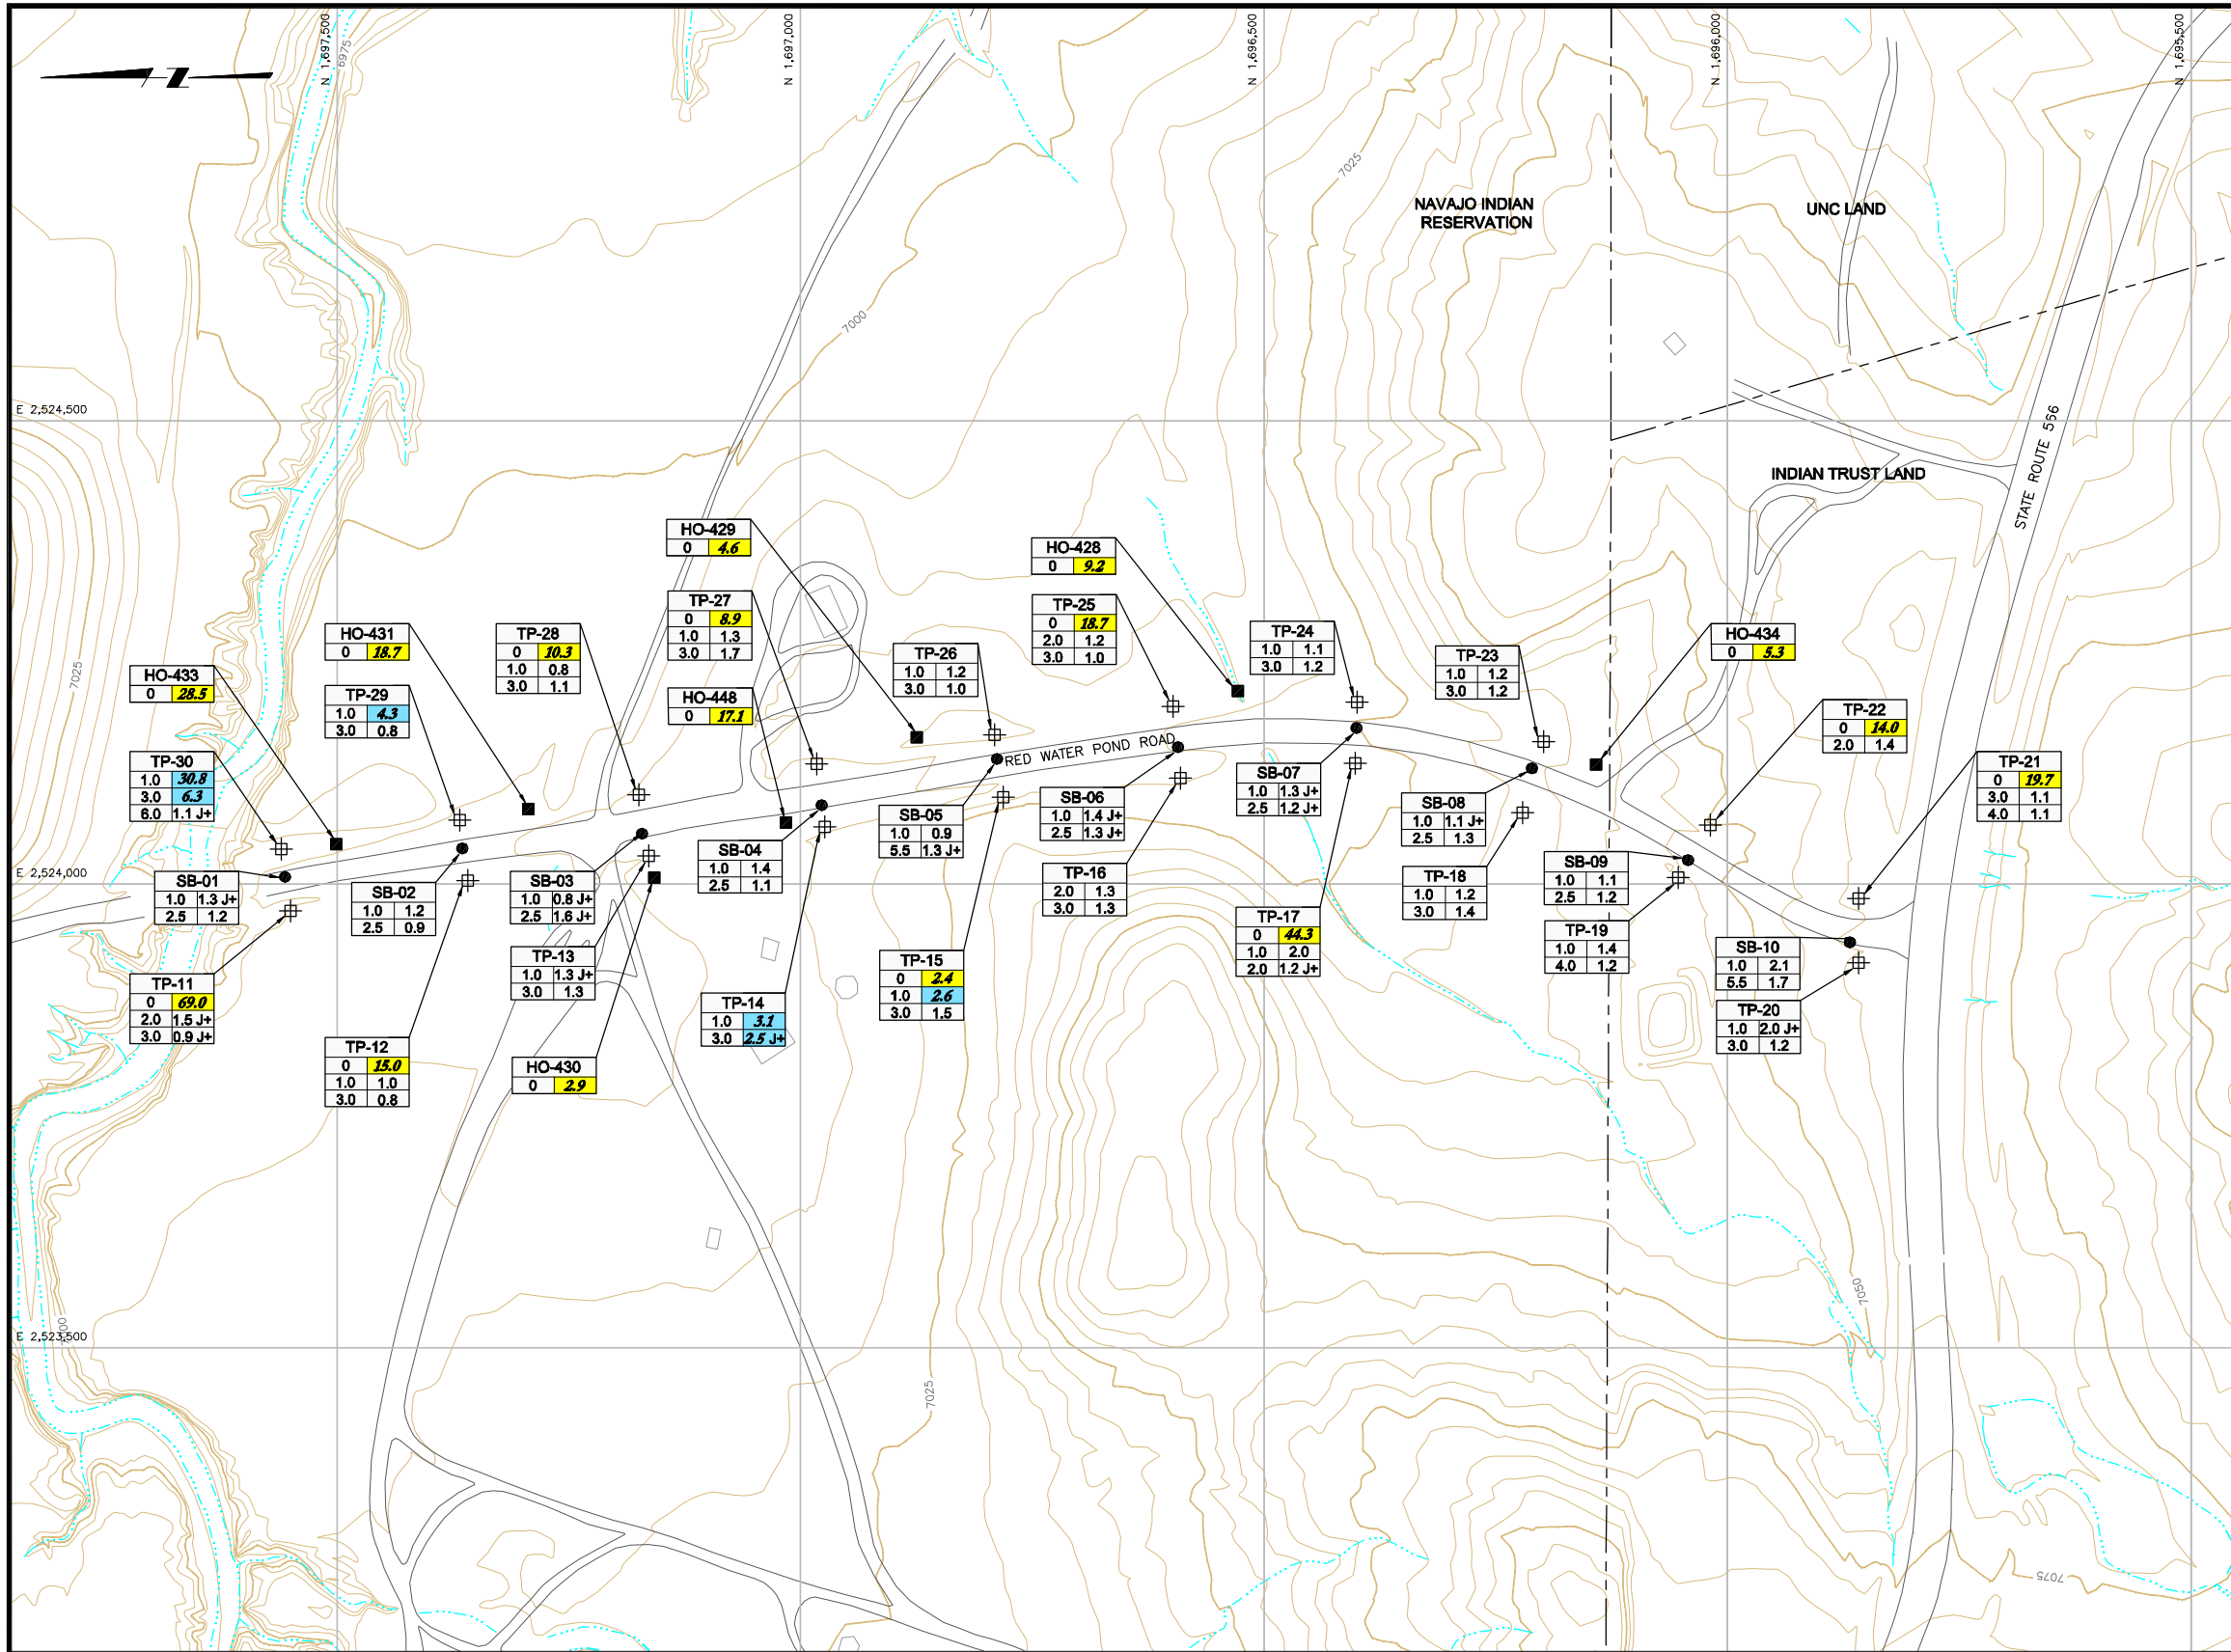 N 1,697,500
N 1,697,000
N 1,696,500
N 1,696,000
N 1,695,500
6975
N
7025
NAVAJO INDIAN
RESERVATION
UNC LAND
7000
E 2,524,500
STATE ROUTE 566
INDIAN TRUST LAND
HO-429
0 4.6
HO-428
0 9.2
TP-27
0 8.9
1.0 1.3
3.0 1.7
TP-25
0 18.7
2.0 1.2
3.0 1.0
HO-431
0 18.7
TP-28
0 10.3
1.0 0.8
3.0 1.1
TP-24
1.0 1.1
3.0 1.2
HO-434
0 5.3
TP-26
1.0 1.2
3.0 1.0
TP-23
1.0 1.2
3.0 1.2
7025
HO-433
0 28.5
TP-29
1.0 4.3
3.0 0.8
HO-448
0 17.1
TP-22
0 14.0
2.0 1.4
RED WATER POND ROAD
TP-30
1.0 30.8
3.0 6.3
6.0 1.1 J+
TP-21
0 19.7
3.0 1.1
4.0 1.1
SB-07
1.0 1.3 J+
2.5 1.2 J+
SB-06
1.0 1.4 J+
2.5 1.3 J+
SB-08
1.0 1.1 J+
2.5 1.3
SB-05
1.0 0.9
5.5 1.3 J+
SB-04
1.0 1.4
2.5 1.1
SB-09
1.0 1.1
2.5 1.2
E 2,524,000
SB-01
1.0 1.3 J+
2.5 1.2
SB-02
1.0 1.2
2.5 0.9
SB-03
1.0 0.8 J+
2.5 1.6 J+
TP-16
2.0 1.3
3.0 1.3
TP-18
1.0 1.2
3.0 1.4
TP-17
0 44.3
1.0 2.0
2.0 1.2 J+
TP-19
1.0 1.4
4.0 1.2
SB-10
1.0 2.1
5.5 1.7
TP-13
1.0 1.3 J+
3.0 1.3
TP-15
0 2.4
1.0 2.6
3.0 1.5
TP-11
0 69.0
2.0 1.5 J+
3.0 0.9 J+
TP-14
1.0 3.1
3.0 2.5 J+
TP-20
1.0 2.0 J+
3.0 1.2
TP-12
0 15.0
1.0 1.0
3.0 0.8
HO-430
0 2.9
7050
E 2,523,500
7025
7075